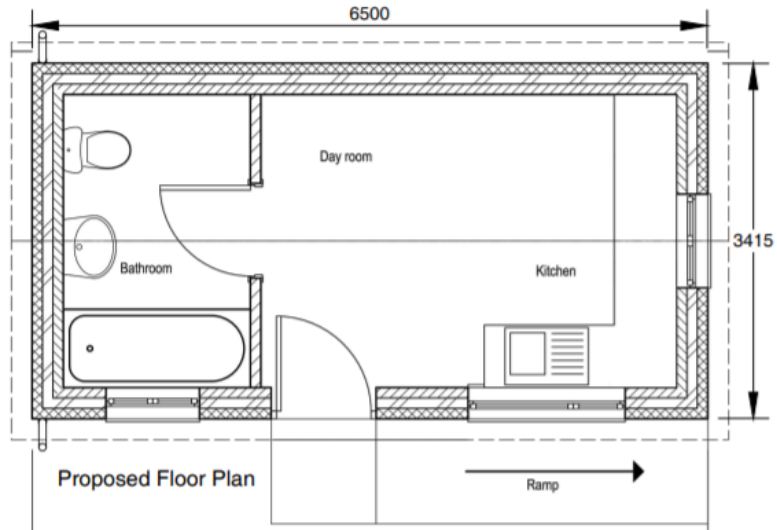 6500
Day room
3415
Bathroom
Kitchen
Proposed Floor Plan
Ramp